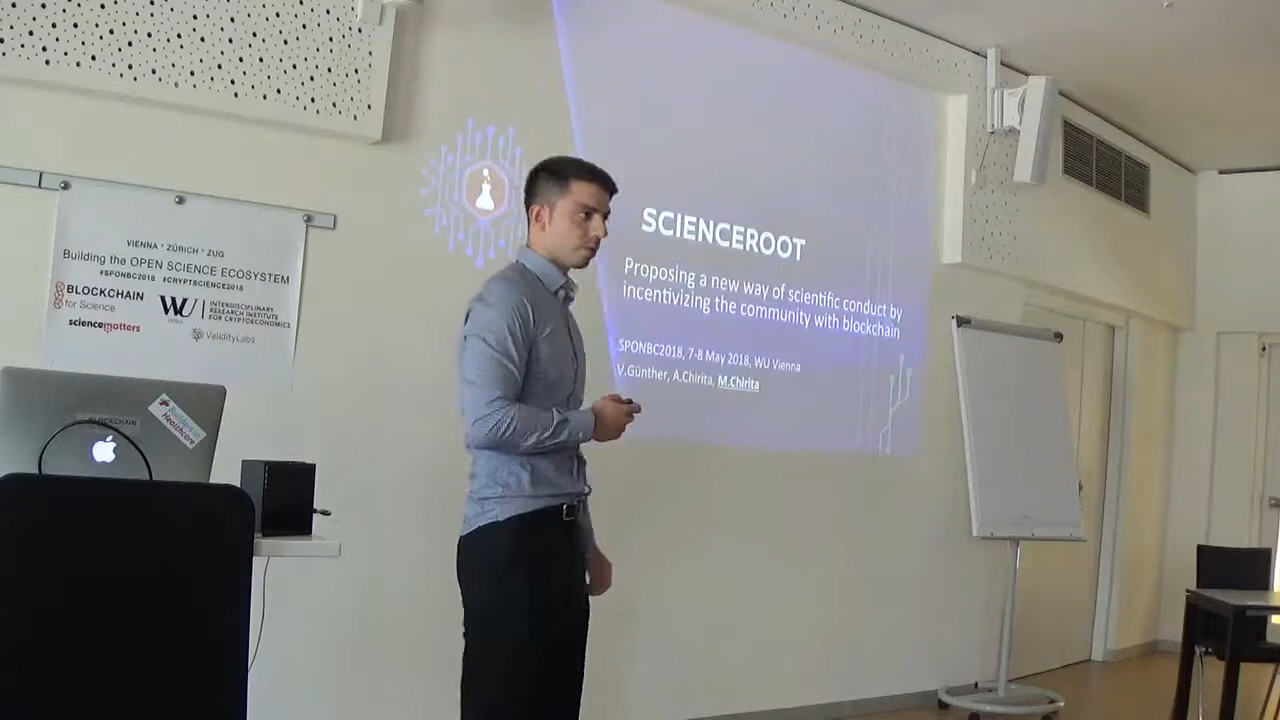 VIENNA * ZÜRICH * ZUG
Building the OPEN SCIENCE ECOSYSTEM
#SPONBC2018 #CRYPTSCIENCE2018
BLOCKCHAIN
for Science
WU
INTERDISCIPLINARY
RESEARCH INSTITUTE
FOR CRYPTOECONOMICS
sciencematters
ValidityLabs
BLOCKCHAIN
Healthcare
SCIENCEROOT
Proposing a new way of scientific conduct by
incentivizing the community with blockchain
SPONBC2018, 7-8 May 2018, WU Vienna
V.Günther, A.Chirita, M.Chirita